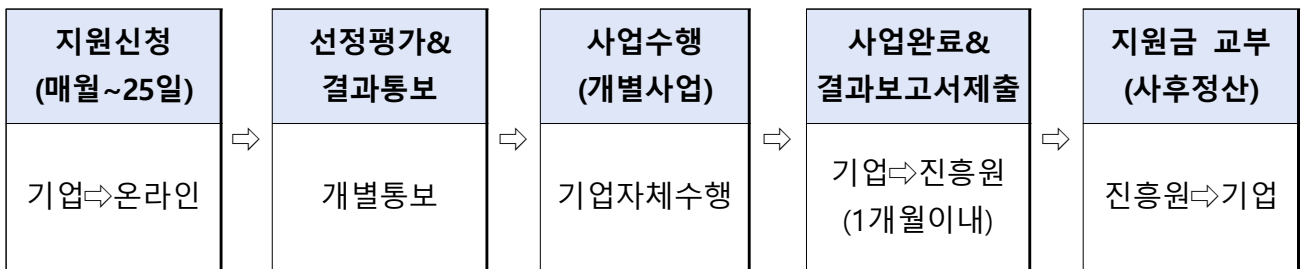 지원신청
(매월~25일)
기업⇨온라인
⇨
선정평가&
결과통보
개별통보
⇨
사업수행
(개별사업)
기업자체수행
⇨
사업완료&
결과보고서제출
기업⇨진흥원
(1개월이내)
⇨
지원금 교부
(사후정산)
진흥원⇨기업